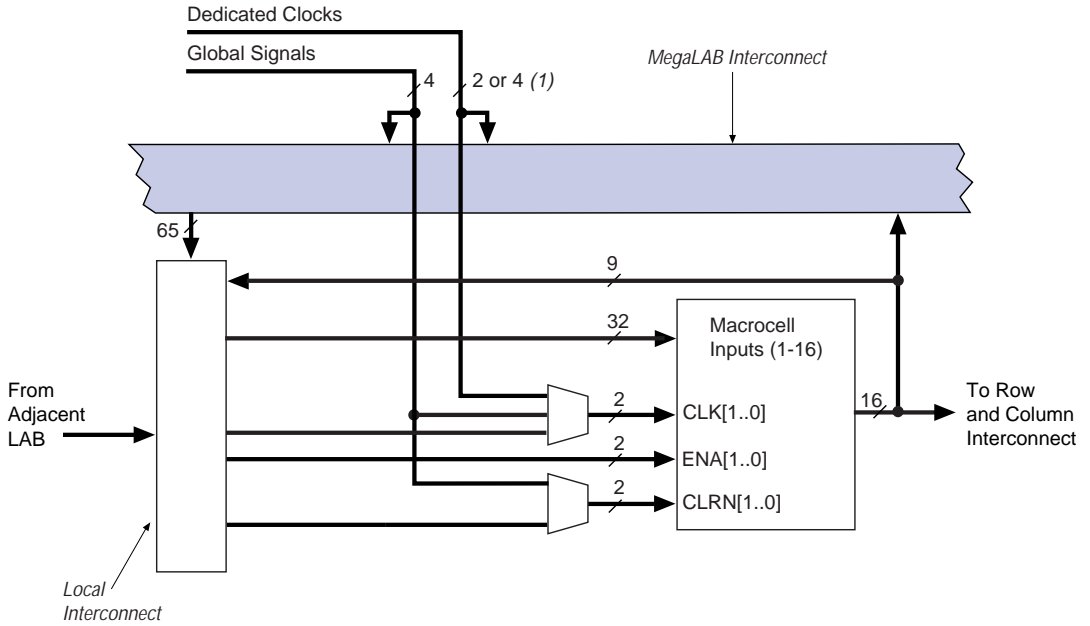 Dedicated Clocks
Global Signals
4
2 or 4 (1)
MegaLAB Interconnect
65
9
32
Macrocell
Inputs (1-16)
From
Adjacent
LAB
2
CLK[1..0]
16
To Row
and Column
Interconnect
2
ENA[1..0]
2
CLRN[1..0]
Local
Interconnect